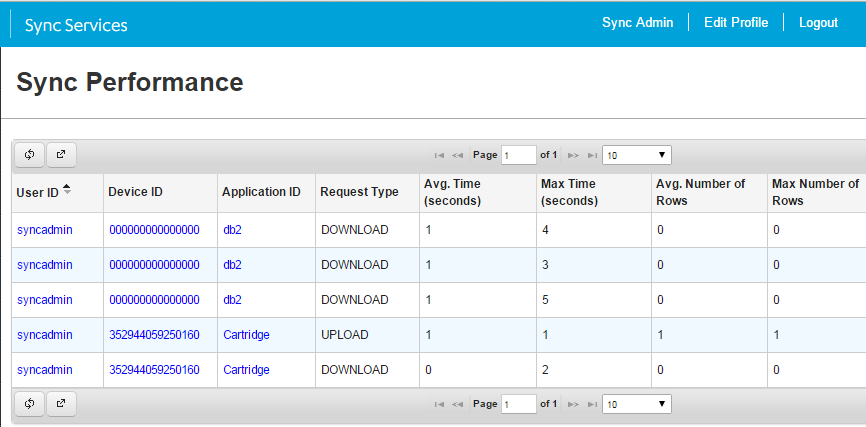 Sync Services Sync Admin Edit Profile Logout
Sync Performance
Page 1 of 1 10
User ID Device ID Application ID Request Type Avg. Time (seconds) Max Time (seconds) Avg. Number of Rows Max Number of Rows
syncadmin 000000000000000 db2 DOWNLOAD 1 4 0 0
syncadmin 000000000000000 db2 DOWNLOAD 1 3 0 0
syncadmin 000000000000000 db2 DOWNLOAD 1 5 0 0
syncadmin 352944059250160 Cartridge UPLOAD 1 1 1 1
syncadmin 352944059250160 Cartridge DOWNLOAD 0 2 0 0
Page 1 of 1 10